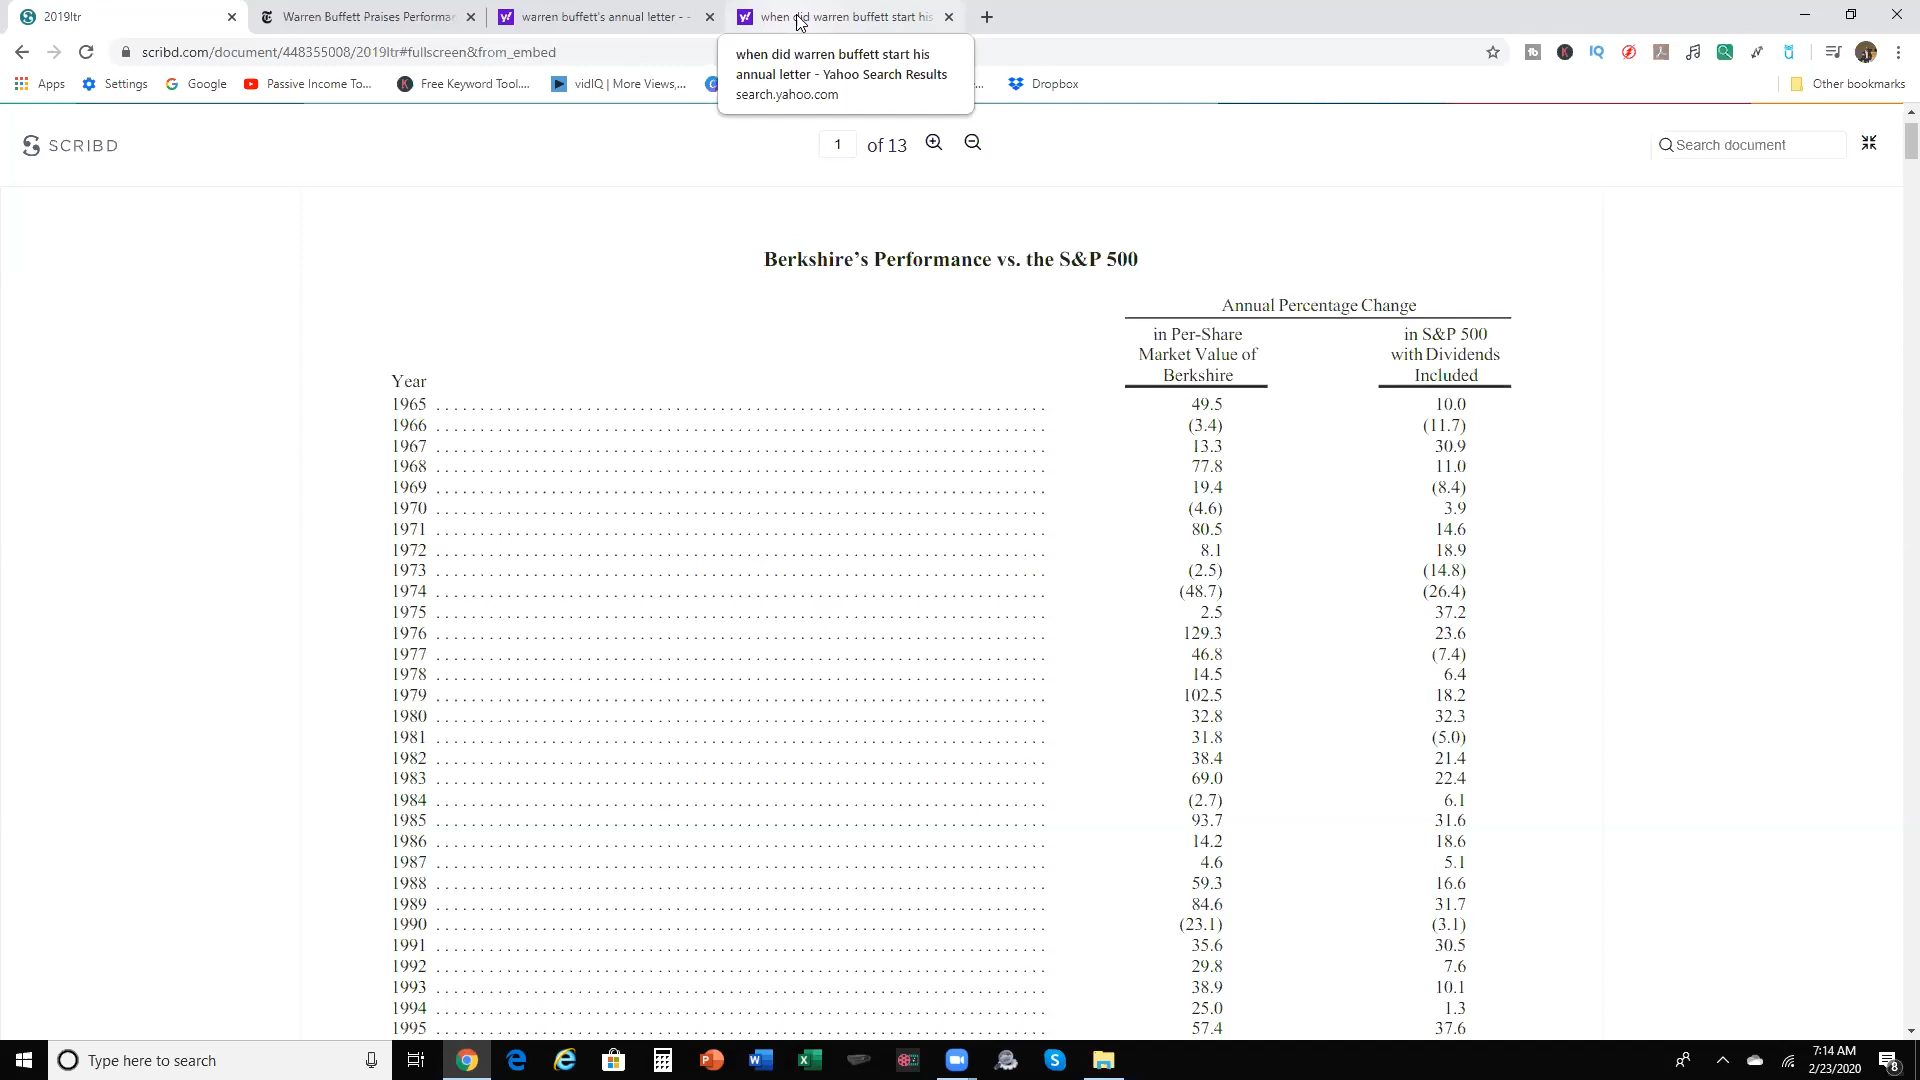 2019ltr
Warren Buffett Praises Performan
warren buffett's annual letter - -
when did warren buffett start his
scribd.com/document/448355008/2019ltr#fullscreen&from_embed
when did warren buffett start his
annual letter - Yahoo Search Results
search.yahoo.com
Apps Settings Google Passive Income To... Free Keyword Tool.... vidIQ | More Views,... Dropbox Other bookmarks
SCRIBD 1 of 13 Search document
Berkshire's Performance vs. the S&P 500
Annual Percentage Change
in Per-Share in S&P 500
Market Value of with Dividends
Year Berkshire Included
1965 49.5 10.0
1966 (3.4) (11.7)
1967 13.3 30.9
1968 77.8 11.0
1969 19.4 (8.4)
1970 (4.6) 3.9
1971 80.5 14.6
1972 8.1 18.9
1973 (2.5) (14.8)
1974 (48.7) (26.4)
1975 2.5 37.2
1976 129.3 23.6
1977 46.8 (7.4)
1978 14.5 6.4
1979 102.5 18.2
1980 32.8 32.3
1981 31.8 (5.0)
1982 38.4 21.4
1983 69.0 22.4
1984 (2.7) 6.1
1985 93.7 31.6
1986 14.2 18.6
1987 4.6 5.1
1988 59.3 16.6
1989 84.6 31.7
1990 (23.1) (3.1)
1991 35.6 30.5
1992 29.8 7.6
1993 38.9 10.1
1994 25.0 1.3
1995 57.4 37.6
Type here to search
7:14 AM
2/23/2020
8